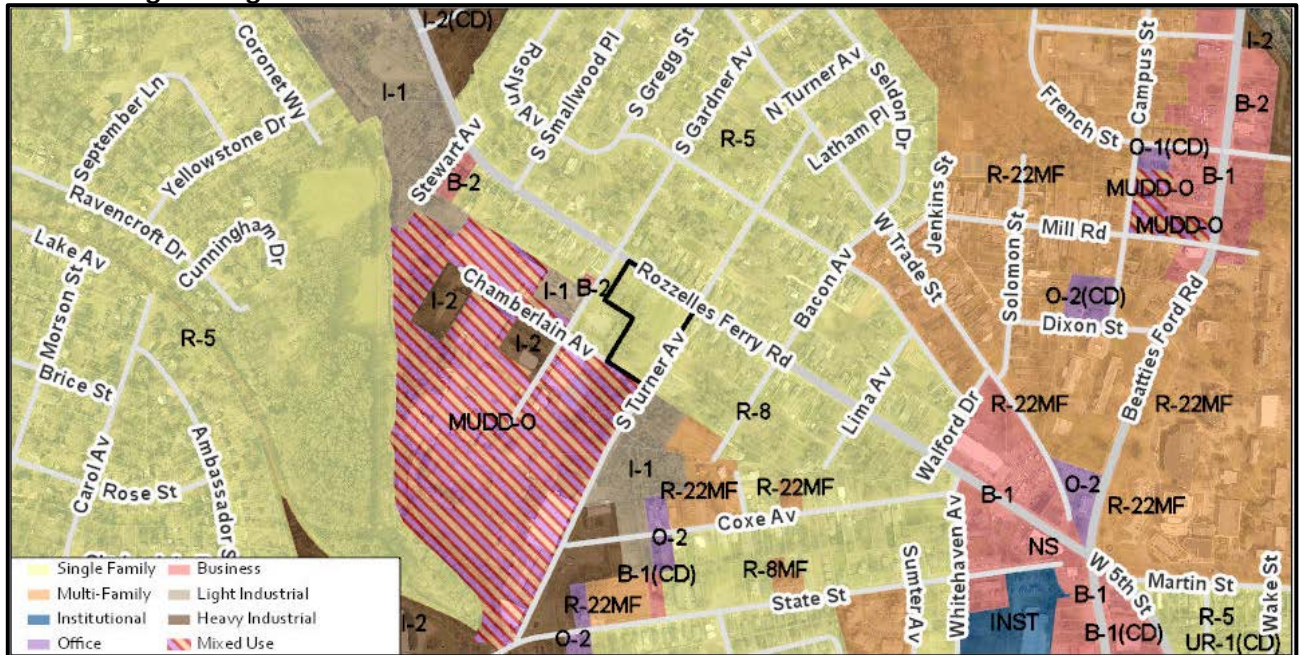 I-2(CD)
I-2
Coronet Wy
September Ln
Yellowstone Dr
Ravencroft Dr
Cunningham Dr
Lake Av
Morson St
R-5
Brice St
Carol Av
Ambassador S
Rose St
I-1
Stewart Av
B-2
Roslyn Av
S Smallwood Pl
S Gregg St
S Gardner Av
N Turner Av
Seldon Dr
Latham Pl
R-5
French St
Campus St
B-2
O-1(CD)
R-22MF
MUDD-O
B-1
MUDD-O
Jenkins St
Mill Rd
Solomon St
W Trade St
Bacon Av
O-2(CD)
Dixon St
Beatties Ford Rd
Chamberlain Av
I-2
I-1
B-2
I-2
Rozzelles Ferry Rd
S Turner Av
MUDD-O
R-8
Lima Av
Walford Dr
R-22MF
R-22MF
I-1
R-22MF
R-22MF
B-1
O-2
R-22MF
Coxe Av
O-2
B-1(CD)
R-8MF
Sumter Av
Whitehaven Av
NS
W 5th St
Martin St
Wake St
R-22MF
State St
B-1
I-2
O-2
INST
B-1(CD)
R-5
UR-1(CD)
Single Family
Business
Multi-Family
Light Industrial
Institutional
Heavy Industrial
Office
Mixed Use